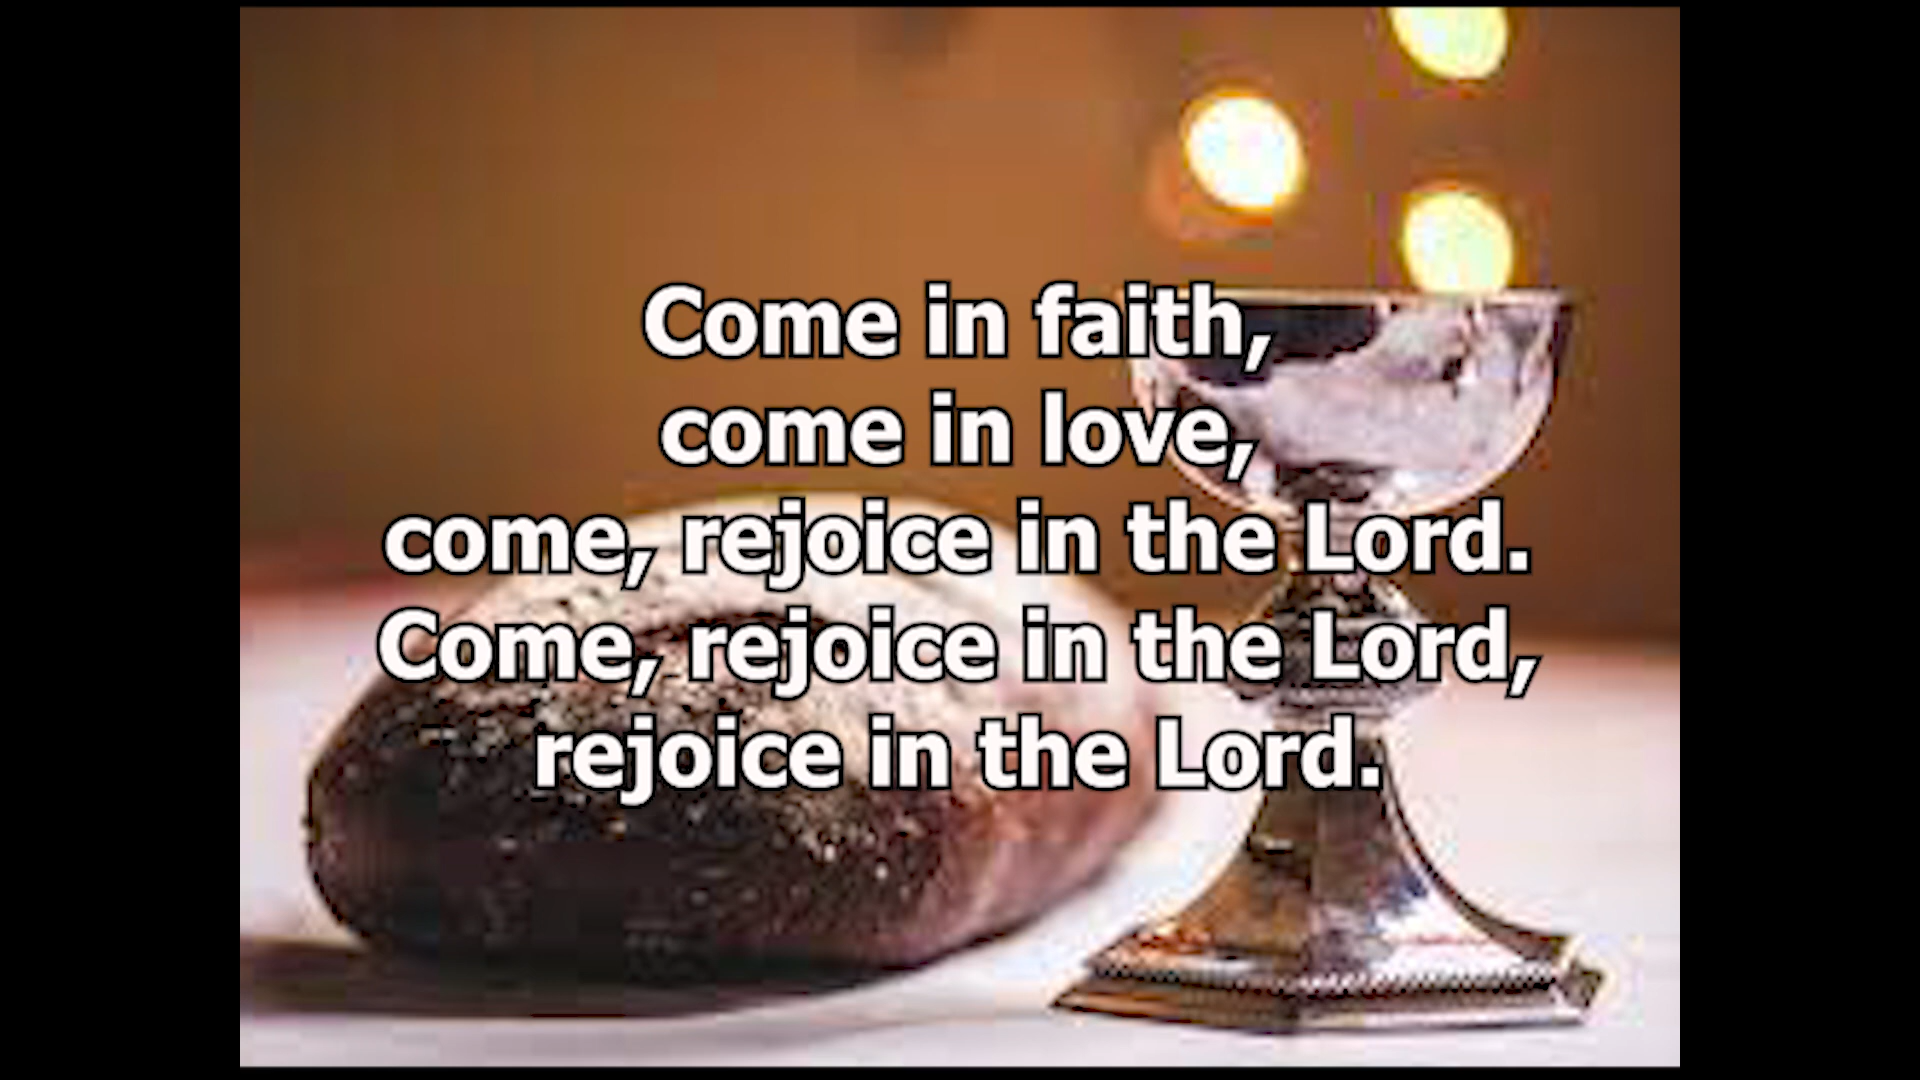 Come in faith,
come in love,
come, rejoice in the Lord.
Come, rejoice in the Lord,
rejoice in the Lord.